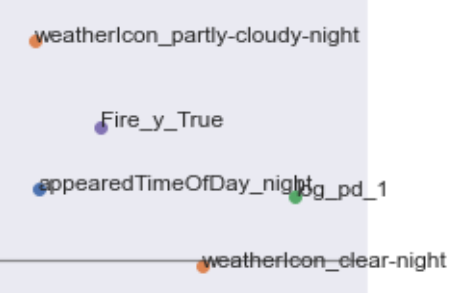 weatherIcon_partly-cloudy-night
Fire_y_True
appearedTimeOfDay_night
weatherIcon_clear-night